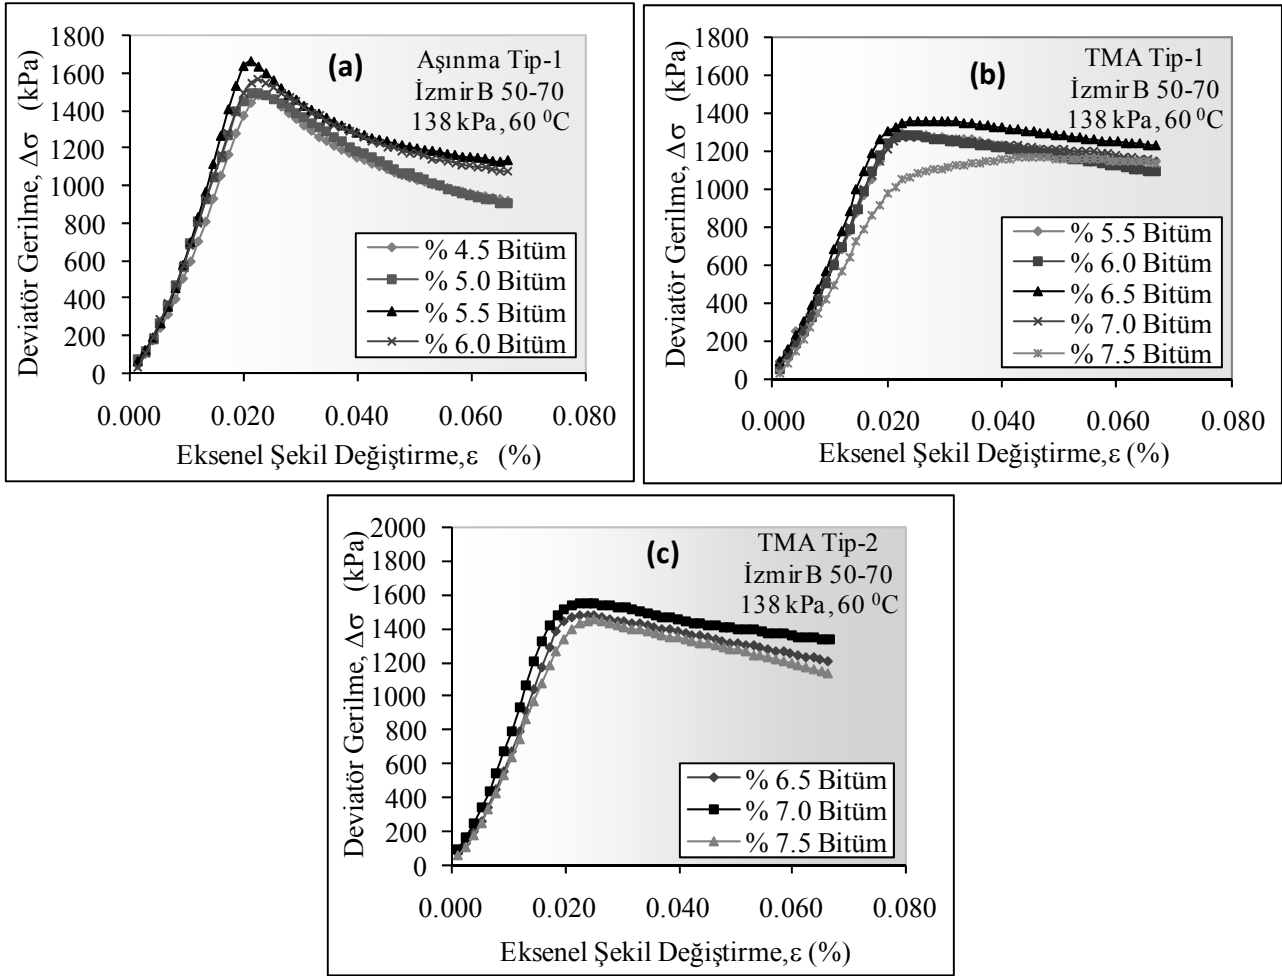 Deviatör Gerilme, Δσ (kPa)
1800
1600
1400
1200
1000
800
600
400
200
0
(a)
Aşınma Tip-1
İzmir B 50-70
138 kPa, 60 ⁰C
% 4.5 Bitüm
% 5.0 Bitüm
% 5.5 Bitüm
% 6.0 Bitüm
0.000 0.020 0.040 0.060 0.080
Eksenel Şekil Değiştirme,ε (%)
Deviatör Gerilme, Δσ (kPa)
1800
1600
1400
1200
1000
800
600
400
200
0
(b)
TMA Tip-1
İzmir B 50-70
138 kPa, 60 ⁰C
% 5.5 Bitüm
% 6.0 Bitüm
% 6.5 Bitüm
% 7.0 Bitüm
% 7.5 Bitüm
0.000 0.020 0.040 0.060 0.080
Eksenel Şekil Değiştirme,ε (%)
Deviatör Gerilme, Δσ (kPa)
2000
1800
1600
1400
1200
1000
800
600
400
200
0
(c)
TMA Tip-2
İzmir B 50-70
138 kPa, 60 ⁰C
% 6.5 Bitüm
% 7.0 Bitüm
% 7.5 Bitüm
0.000 0.020 0.040 0.060 0.080
Eksenel Şekil Değiştirme,ε (%)